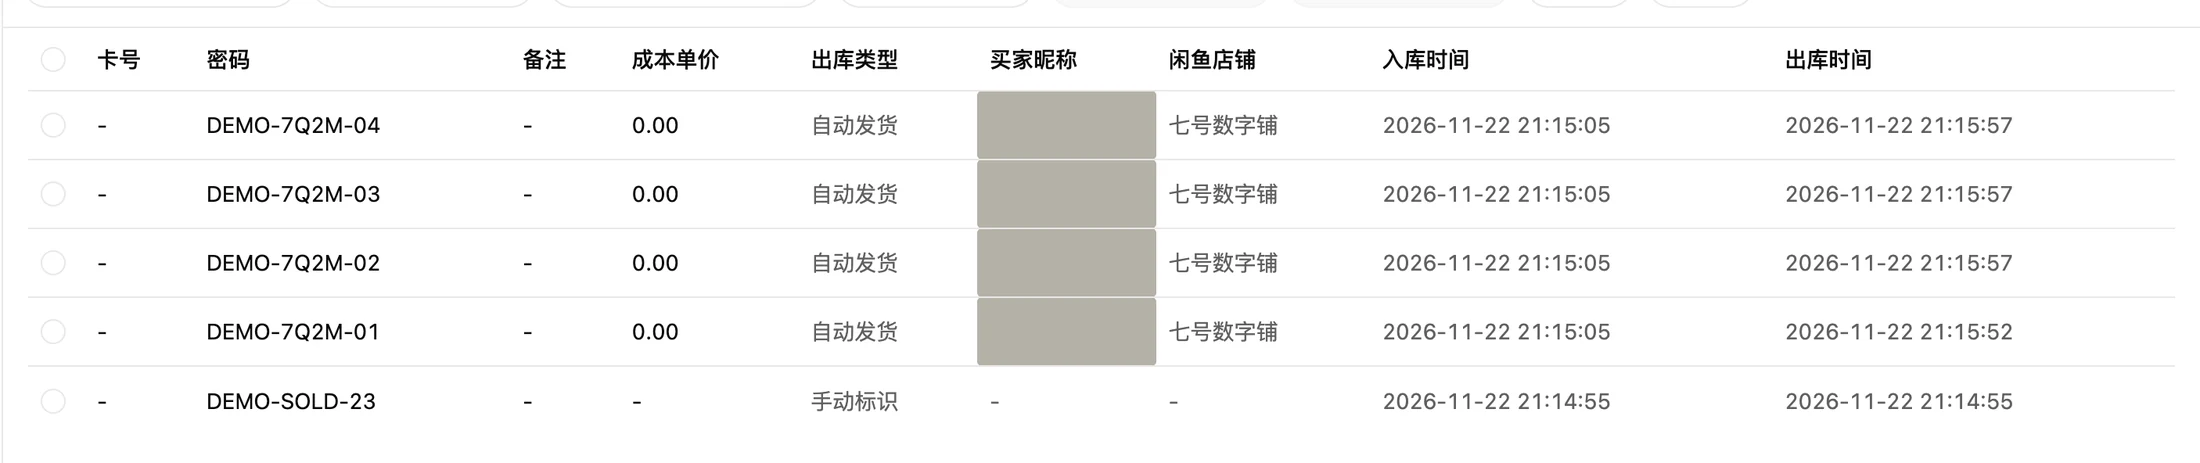 卡号 密码 备注 成本单价 出库类型 买家昵称 闲鱼店铺 入库时间 出库时间
- DEMO-7Q2M-04 - 0.00 自动发货 七号数字铺 2026-11-22 21:15:05 2026-11-22 21:15:57
- DEMO-7Q2M-03 - 0.00 自动发货 七号数字铺 2026-11-22 21:15:05 2026-11-22 21:15:57
- DEMO-7Q2M-02 - 0.00 自动发货 七号数字铺 2026-11-22 21:15:05 2026-11-22 21:15:57
- DEMO-7Q2M-01 - 0.00 自动发货 七号数字铺 2026-11-22 21:15:05 2026-11-22 21:15:52
- DEMO-SOLD-23 - - 手动标识 - - 2026-11-22 21:14:55 2026-11-22 21:14:55